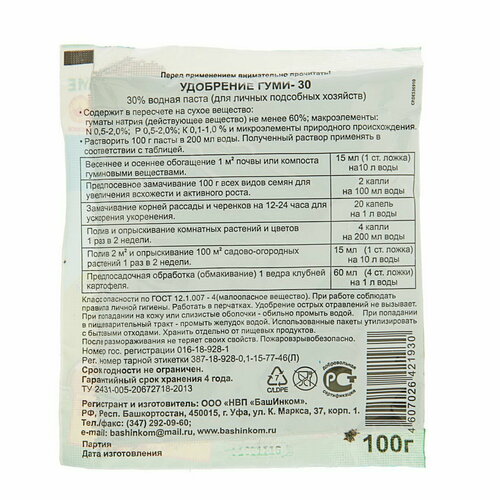 Перед применением внимательно прочитать!
УДОБРЕНИЕ ГУМИ- 30
30% водная паста (для личных подсобных хозяйств)
•Содержит в пересчете на сухое вещество:
гуматы натрия (действующее вещество) не менее 60%; макроэлементы:
N 0,5-2,0%; P 0,5-2,0%; K 0,1-1,0 % и микроэлементы природного происхождения.
•Растворить 100 г пасты в 200 мл воды. Полученный раствор применять в
соответствии с таблицей.
Весеннее и осеннее обогащение 1 м² почвы или компоста
гуминовыми веществами.
15 мл (1 ст. ложка)
на10 л воды
Предпосевное замачивание 100 г всех видов семян для
увеличения всхожести и активного роста.
2 капли
на 100 мл воды
Замачивание корней рассады и черенков на 12-24 часа для
ускорения укоренения.
20 капель
на 1 л воды
Полив и опрыскивание комнатных растений и цветов
1 раз в 2 недели.
4 капли
на 200 мл воды
Полив 2 м² и опрыскивание 100 м² садово-огородных
растений 1 раз в 2 недели.
15 мл (1 ст. ложка)
на 10 л воды
Предпосадочная обработка (обмакивание) 1 ведра клубней
картофеля.
60 мл (4 ст. ложки)
на 1 л воды
Классопасность по ГОСТ 12.1.007 - 4(малоопасное вещество). При работе соблюдать
правила личной гигиены. Работать в перчатках. Удобрение острых отравлений не вызывает.
При попадании на кожу или слизистые оболочки - обильно промыть водой. При попадании
в пищеварительный тракт - промыть желудок водой. Использованные пакеты утилизировать
с бытовыми отходами. Хранить отдельно от пищевых продуктов.
После размораживания не теряет своих свойств. Пожаровзрывобезопасно.
Номер гос. регистрации 016-18-928-1
Рег. номер тарной этикетки 387-18-928-0,1-15-77-46(Л)
Срок годности не ограничен.
Гарантийный срок хранения 4 года.
ТУ 2431-005-20672718-2013
7
C/LDPE
Добровольная
сертификация
Регистрант и изготовитель: ООО «НВП «БашИнком».
РФ, Респ. Башкортостан, 450015, г. Уфа, ул. К. Маркса, 37, корп. 1.
Тел./факс: (347) 292-09-60;
e-mail: bashinkom@mail.ru, www.bashinkom.ru
Партия
Дата изготовления
100г
4 607026 421930